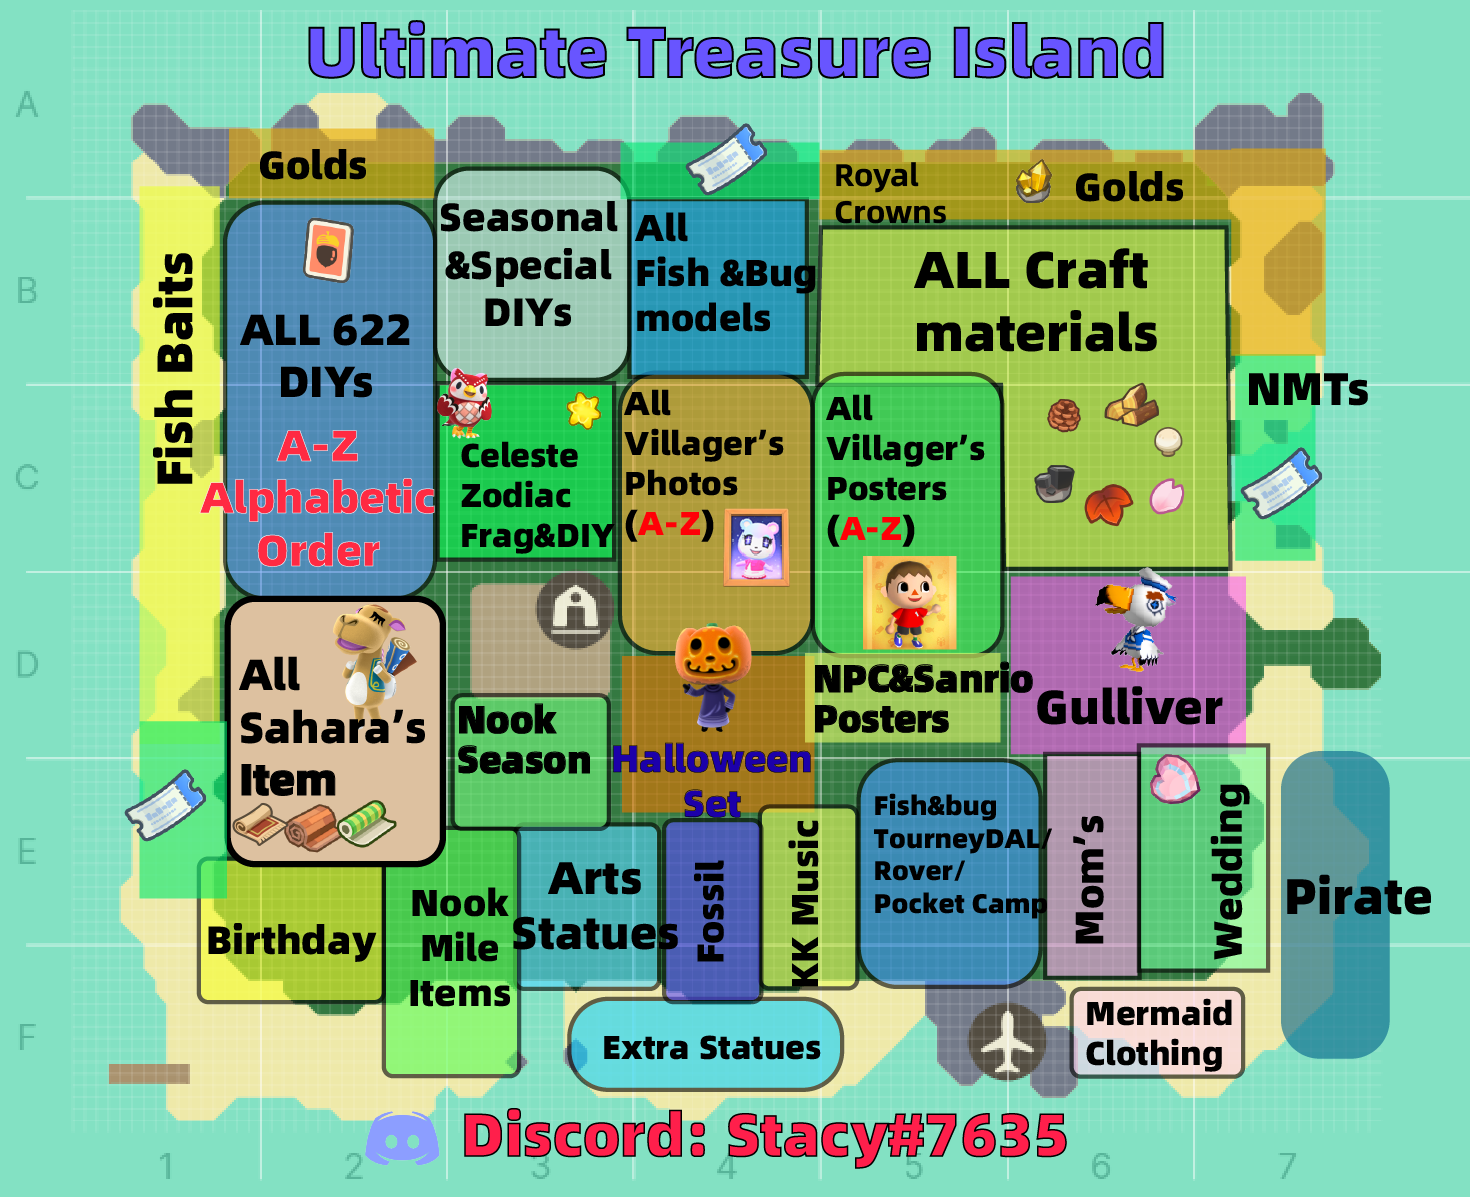 Ultimate Treasure Island
A
Golds
Royal
Crowns
Golds
B
Fish Baits
ALL 622
DIYs
A-Z
Alphabetic
Order
Seasonal
&Special
DIYs
All
Fish &Bug
models
ALL Craft
materials
NMTs
C
Celeste
Zodiac
Frag&DIY
All
Villager's
Photos
(A-Z)
All
Villager's
Posters
(A-Z)
D
All
Sahara's
Item
Nook
Season
Halloween
Set
NPC&Sanrio
Posters
Gulliver
E
Birthday
Nook
Mile
Items
Arts
Statues
Fossil
KK Music
Fish&bug
TourneyDAL/
Rover/
Pocket Camp
Mom's
Wedding
Pirate
F
Extra Statues
Mermaid
Clothing
Discord: Stacy#7635
1 2 3 4 5 6 7